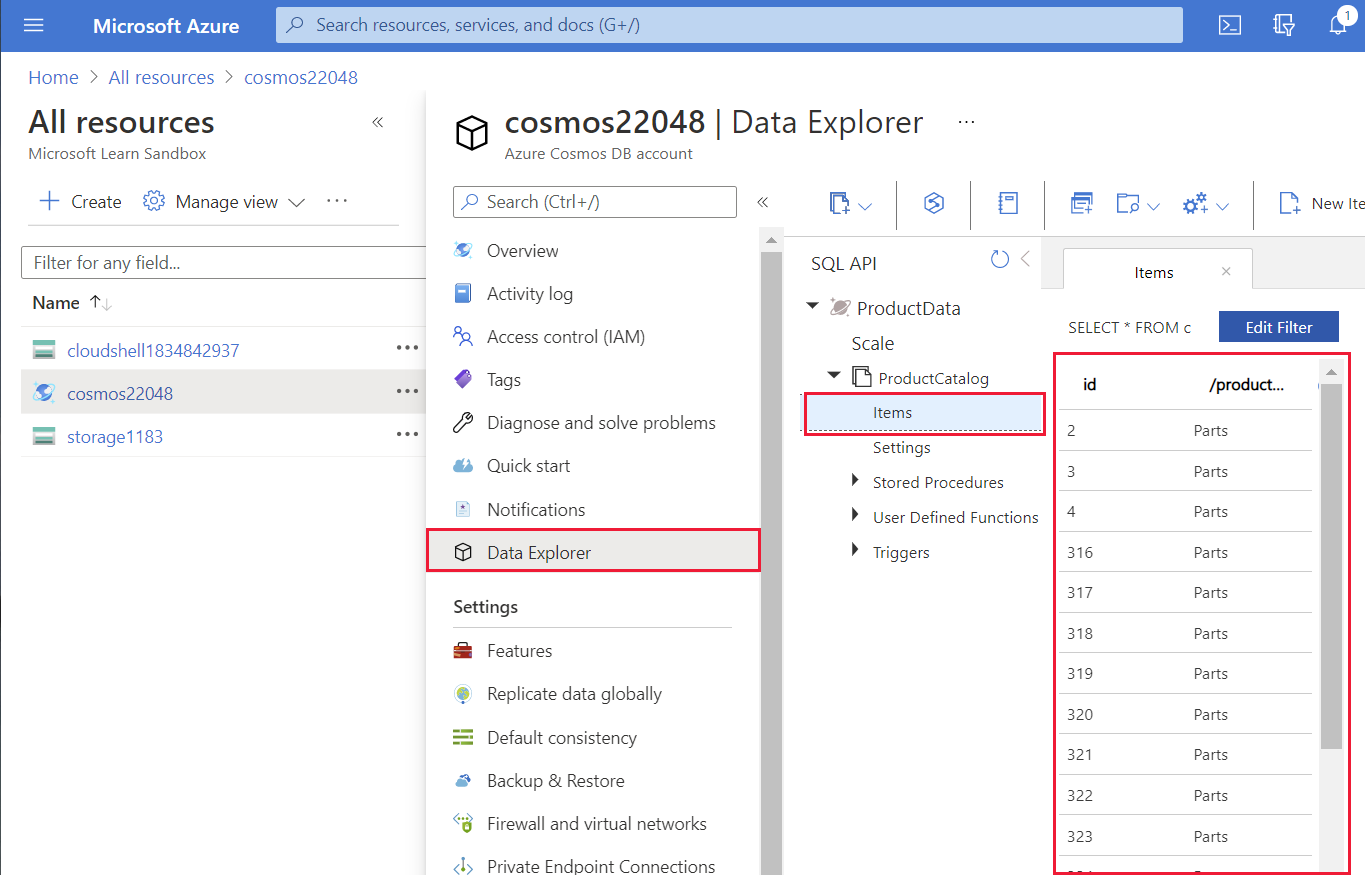 Microsoft Azure
Search resources, services, and docs (G+/)
1
Home > All resources > cosmos22048
All resources
Microsoft Learn Sandbox
Create
Manage view
Filter for any field...
Name
cloudshell1834842937
cosmos22048
storage1183
cosmos22048 | Data Explorer
Azure Cosmos DB account
Search (Ctrl+/)
Overview
Activity log
Access control (IAM)
Tags
Diagnose and solve problems
Quick start
Notifications
Data Explorer
Settings
Features
Replicate data globally
Default consistency
Backup & Restore
Firewall and virtual networks
Private Endpoint Connections
New Ite
SQL API
ProductData
Scale
ProductCatalog
Items
Settings
Stored Procedures
User Defined Functions
Triggers
Items
SELECT * FROM c
Edit Filter
id /product...
2 Parts
3 Parts
4 Parts
316 Parts
317 Parts
318 Parts
319 Parts
320 Parts
321 Parts
322 Parts
323 Parts